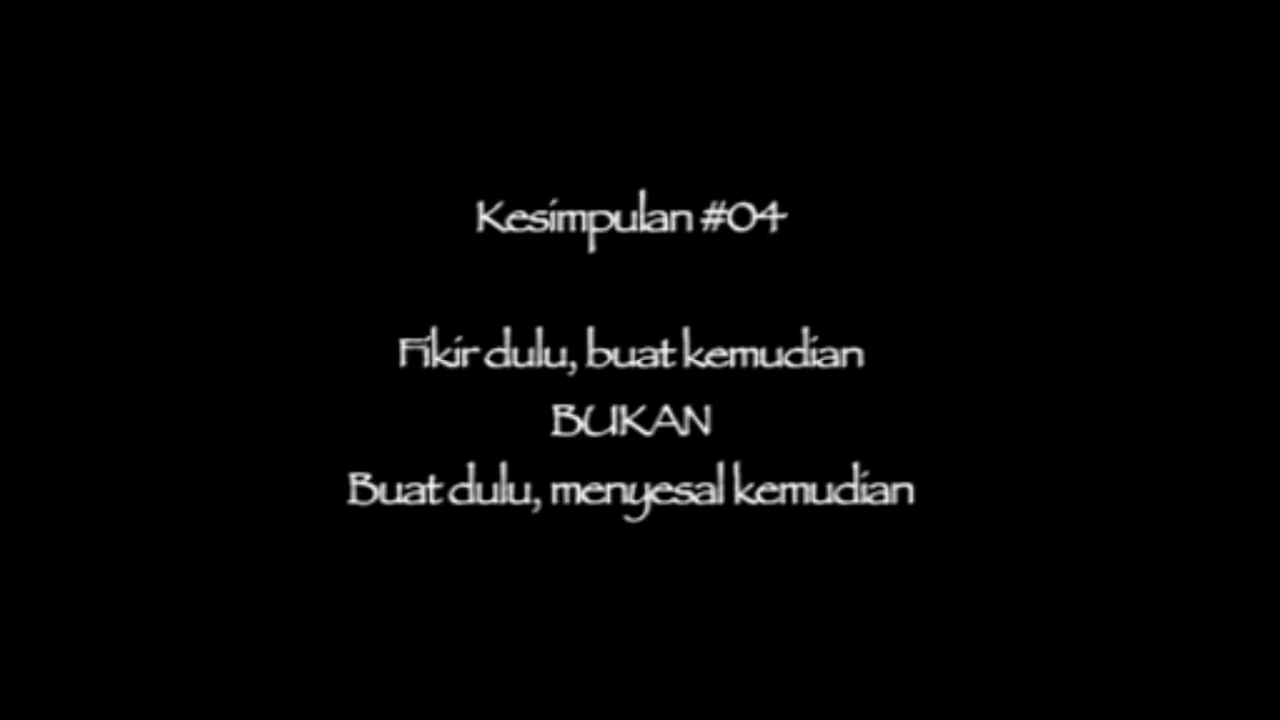 Kesimpulan #04
Fikir dulu, buat kemudian
BUKAN
Buat dulu, menyesal kemudian